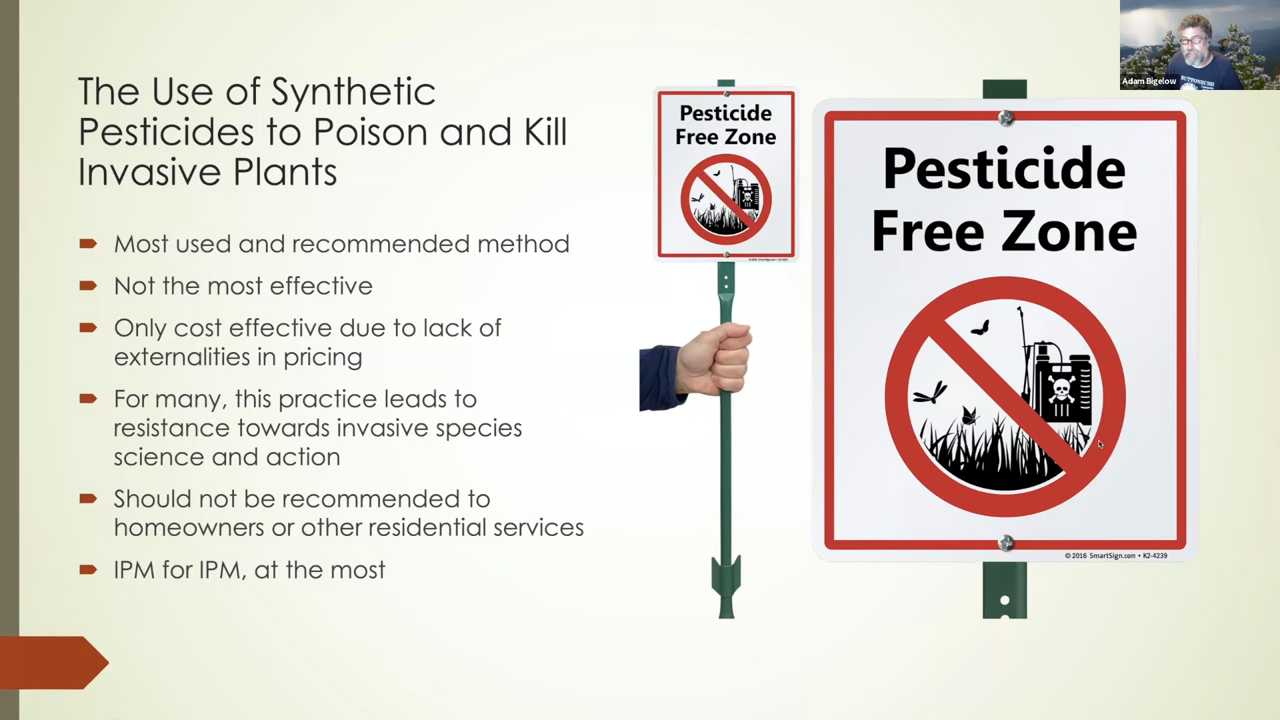 The Use of Synthetic
Pesticides to Poison and Kill
Invasive Plants
Most used and recommended method
Not the most effective
Only cost effective due to lack of
externalities in pricing
For many, this practice leads to
resistance towards invasive species
science and action
Should not be recommended to
homeowners or other residential services
IPM for IPM, at the most
Pesticide
Free Zone
Pesticide
Free Zone
© 2016 SmartSign.com • K2-4239
Adam Bigelow